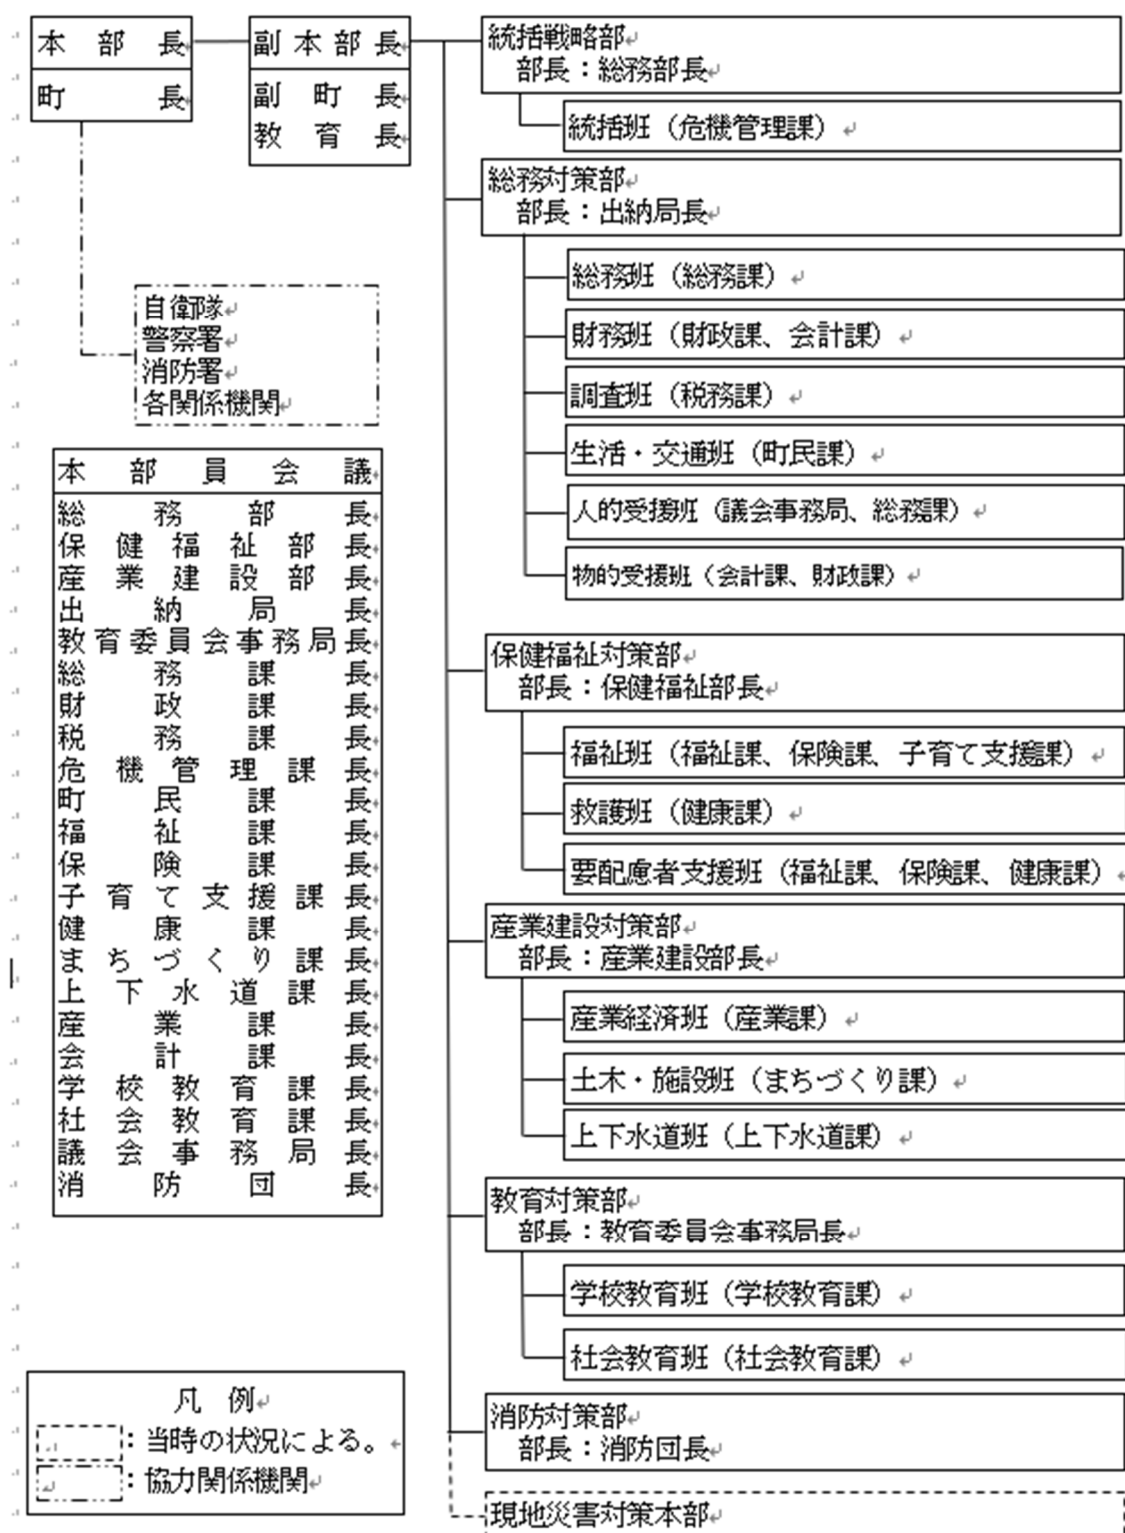 本部長
町長
副本部長
副町長
教育長
自衛隊
警察署
消防署
各関係機関
本部員会議
総務部長
保健福祉部長
産業建設部長
出納局長
教育委員会事務局長
総務課長
財政課長
税務課長
危機管理課長
町民課長
福祉課長
保険課長
子育て支援課長
健康課長
まちづくり課長
上下水道課長
産業課長
会計課長
学校教育課長
社会教育課長
議会事務局長
消防団長
凡例
：当時の状況による。
：協力関係機関
統括戦略部
部長：総務部長
統括班（危機管理課）
総務対策部
部長：出納局長
総務班（総務課）
財務班（財政課、会計課）
調査班（税務課）
生活・交通班（町民課）
人的受援班（議会事務局、総務課）
物的受援班（会計課、財政課）
保健福祉対策部
部長：保健福祉部長
福祉班（福祉課、保険課、子育て支援課）
救護班（健康課）
要配慮者支援班（福祉課、保険課、健康課）
産業建設対策部
部長：産業建設部長
産業経済班（産業課）
土木・施設班（まちづくり課）
上下水道班（上下水道課）
教育対策部
部長：教育委員会事務局長
学校教育班（学校教育課）
社会教育班（社会教育課）
消防対策部
部長：消防団長
現地災害対策本部